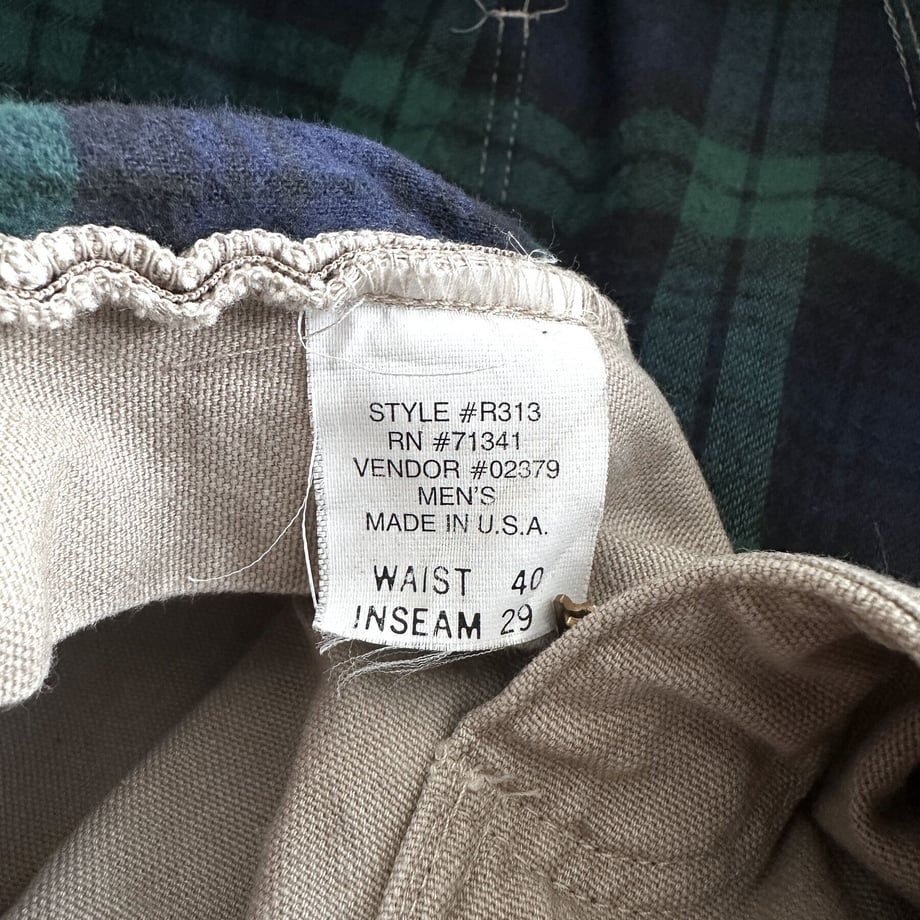 STYLE #R313
RN #71341
VENDOR #02379
MEN'S
MADE IN U.S.A.
WAIST 40
INSEAM 29